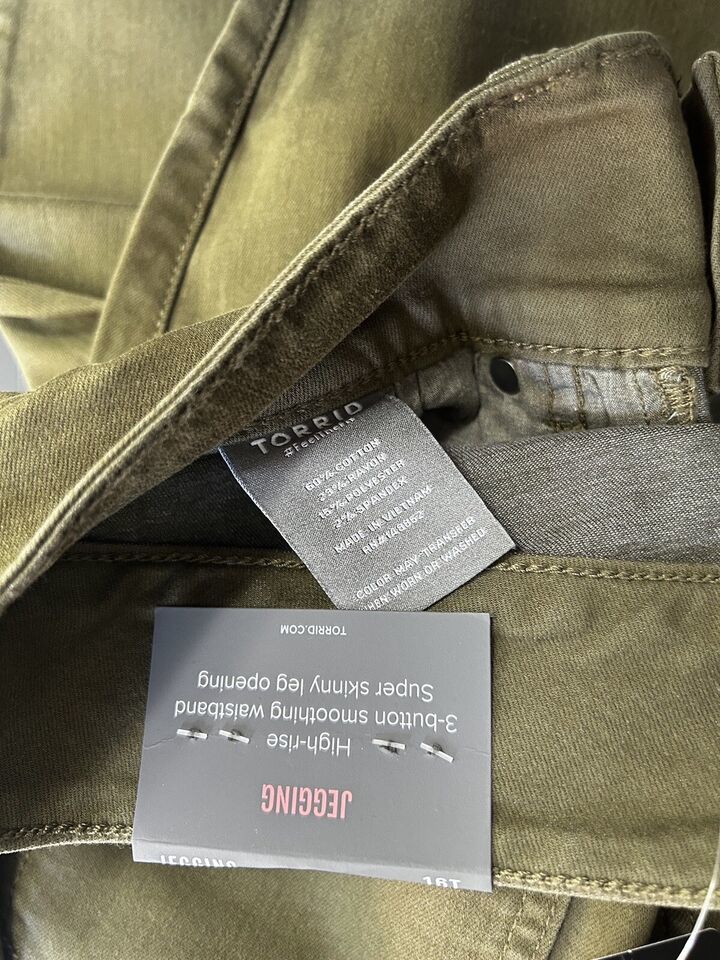 TORRID
60% COTTON
23% RAYON
15% POLYESTER
2% SPANDEX
MADE IN VIETNAM
COLOR MAY TRANSFER
WHEN WORN OR WASHED
JEGGING
High-rise
3-button smoothing waistband
Super skinny leg opening
TORRID.COM
JEGGING 16T